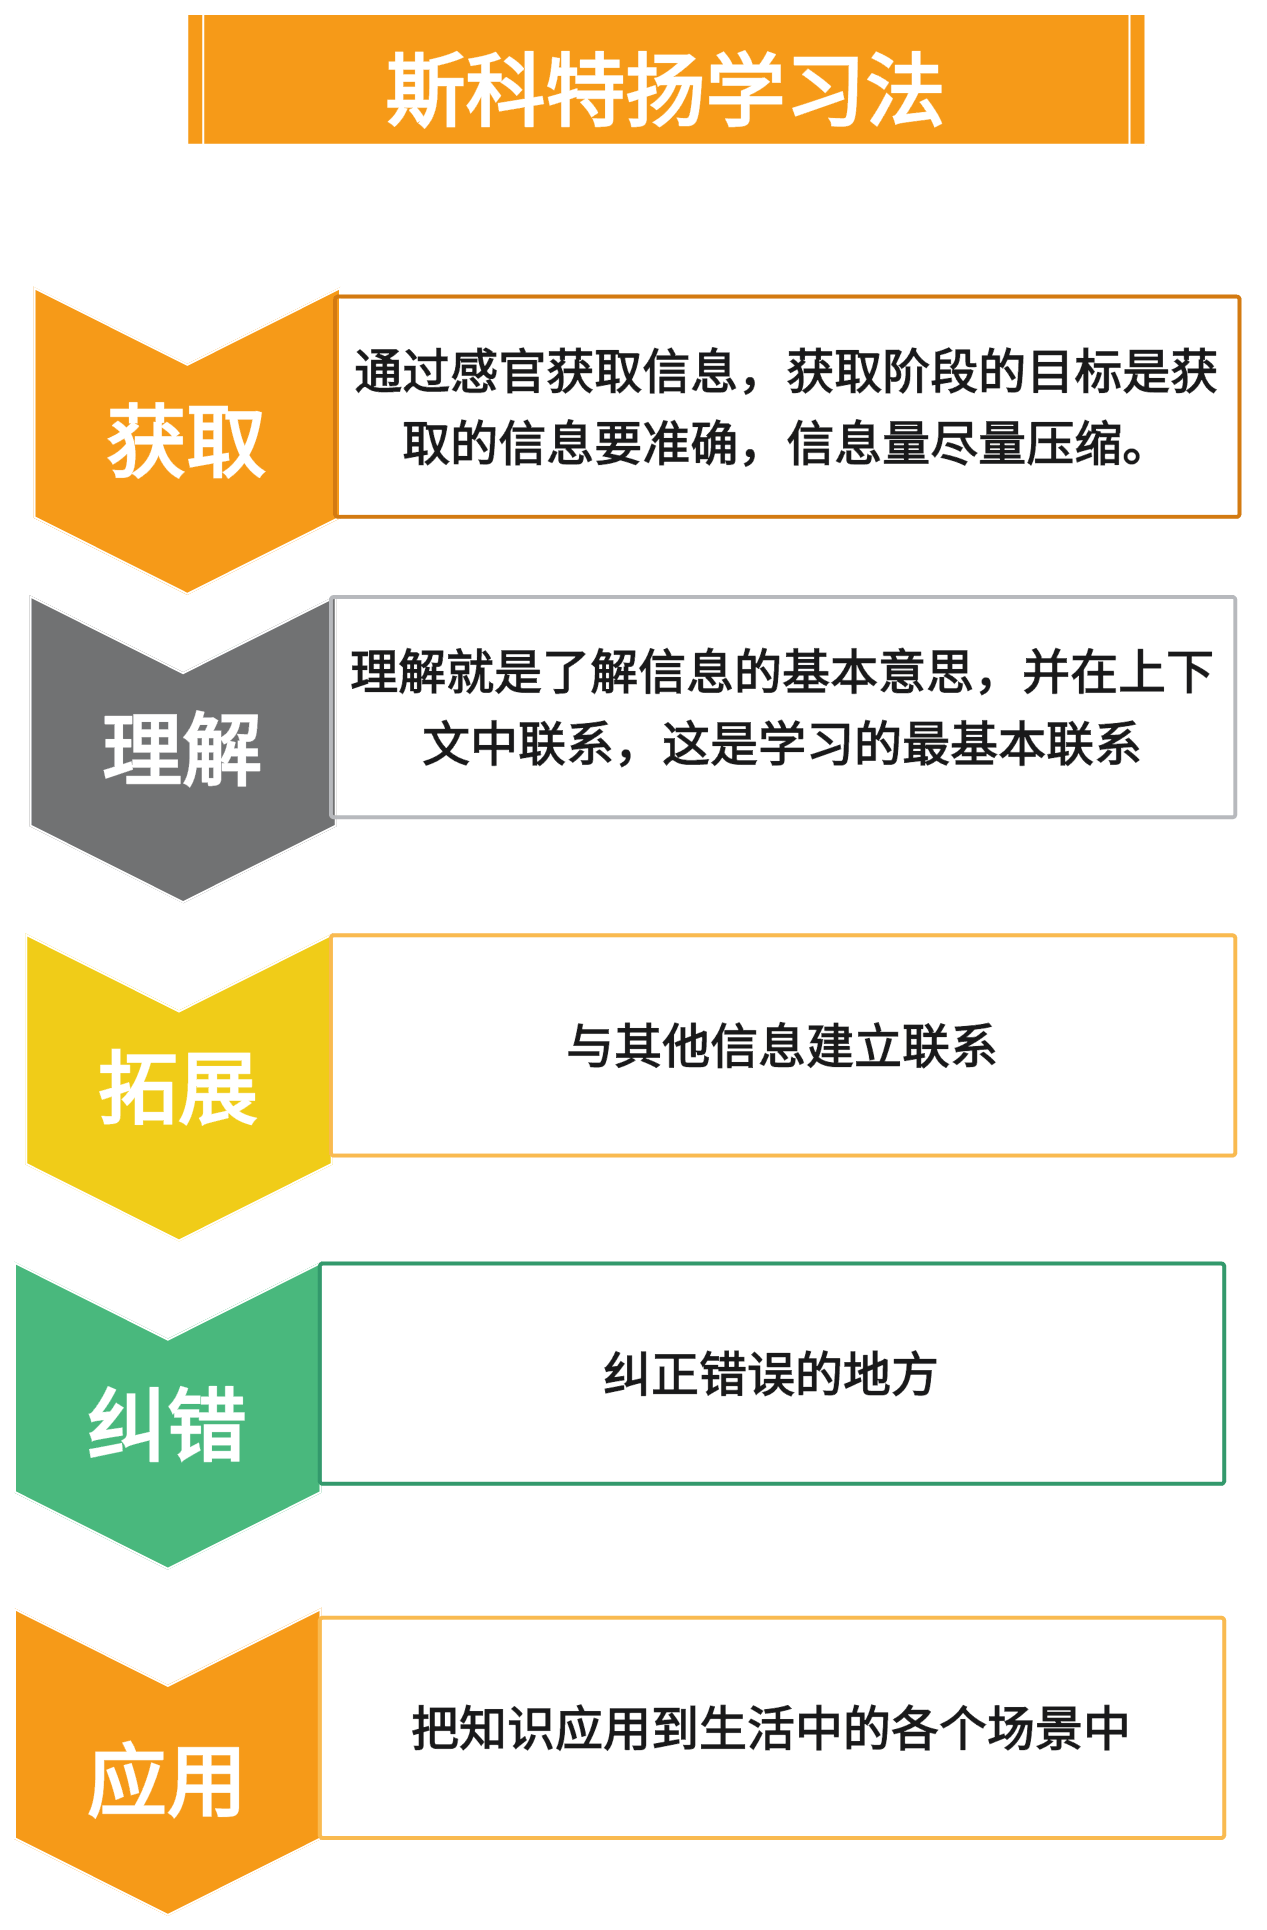 斯科特扬学习法
获取
通过感官获取信息，获取阶段的目标是获
取的信息要准确，信息量尽量压缩。
理解
理解就是了解信息的基本意思，并在上下
文中联系，这是学习的最基本联系
拓展
与其他信息建立联系
纠错
纠正错误的地方
应用
把知识应用到生活中的各个场景中